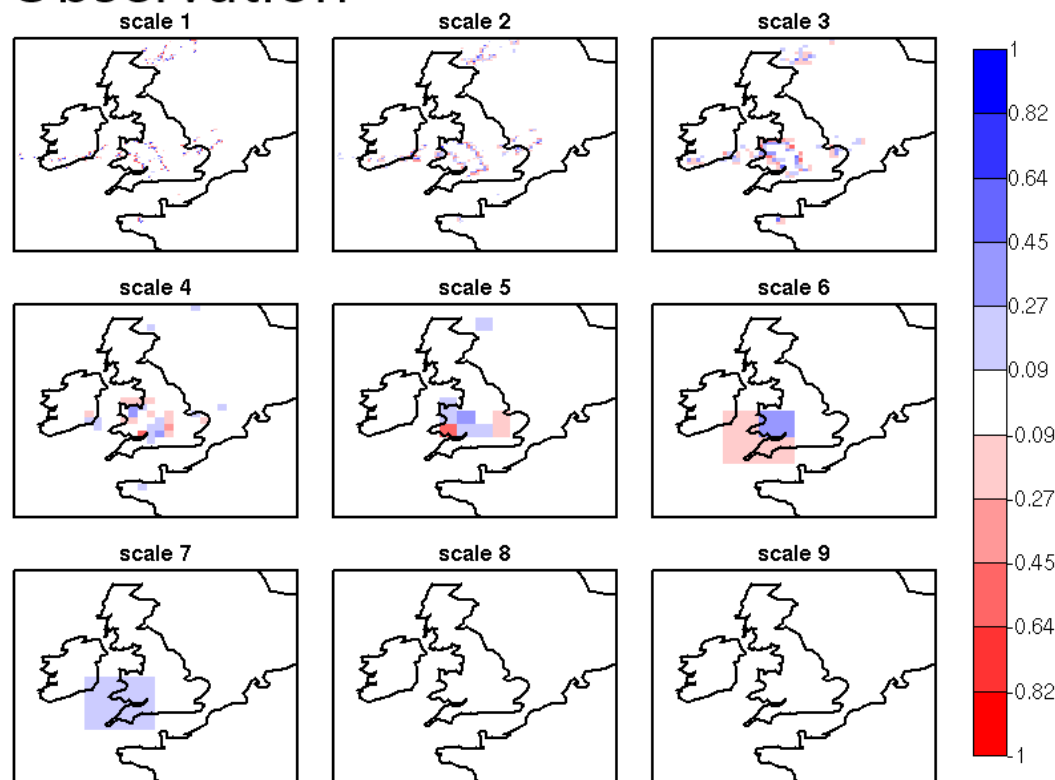 Observation
scale 1
scale 2
scale 3
scale 4
scale 5
scale 6
scale 7
scale 8
scale 9
1
0.82
0.64
0.45
0.27
0.09
-0.09
-0.27
-0.45
-0.64
-0.82
-1